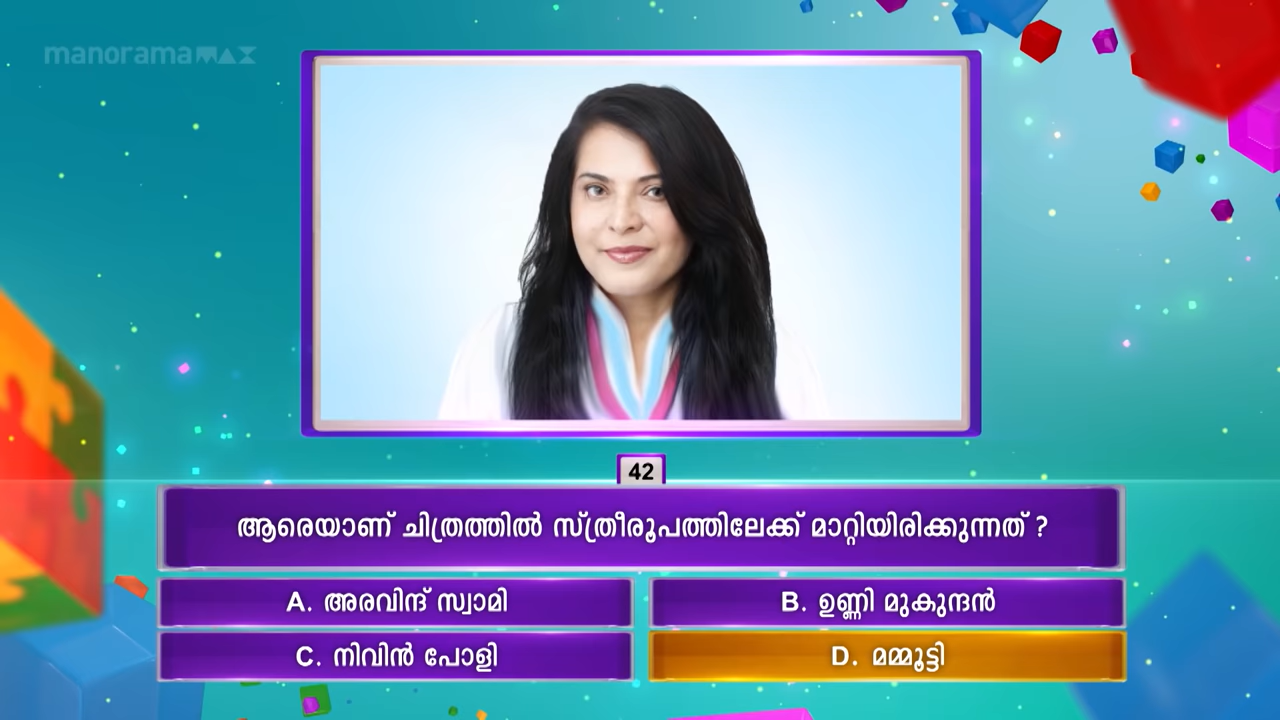 manoramaMAX
42
ആരെയാണ് ചിത്രത്തിൽ സ്ത്രീരൂപത്തിലേക്ക് മാറ്റിയിരിക്കുന്നത് ?
A. അരവിന്ദ് സ്വാമി
B. ഉണ്ണി മുകുന്ദൻ
C. നിവിൻ പോളി
D. മമ്മൂട്ടി